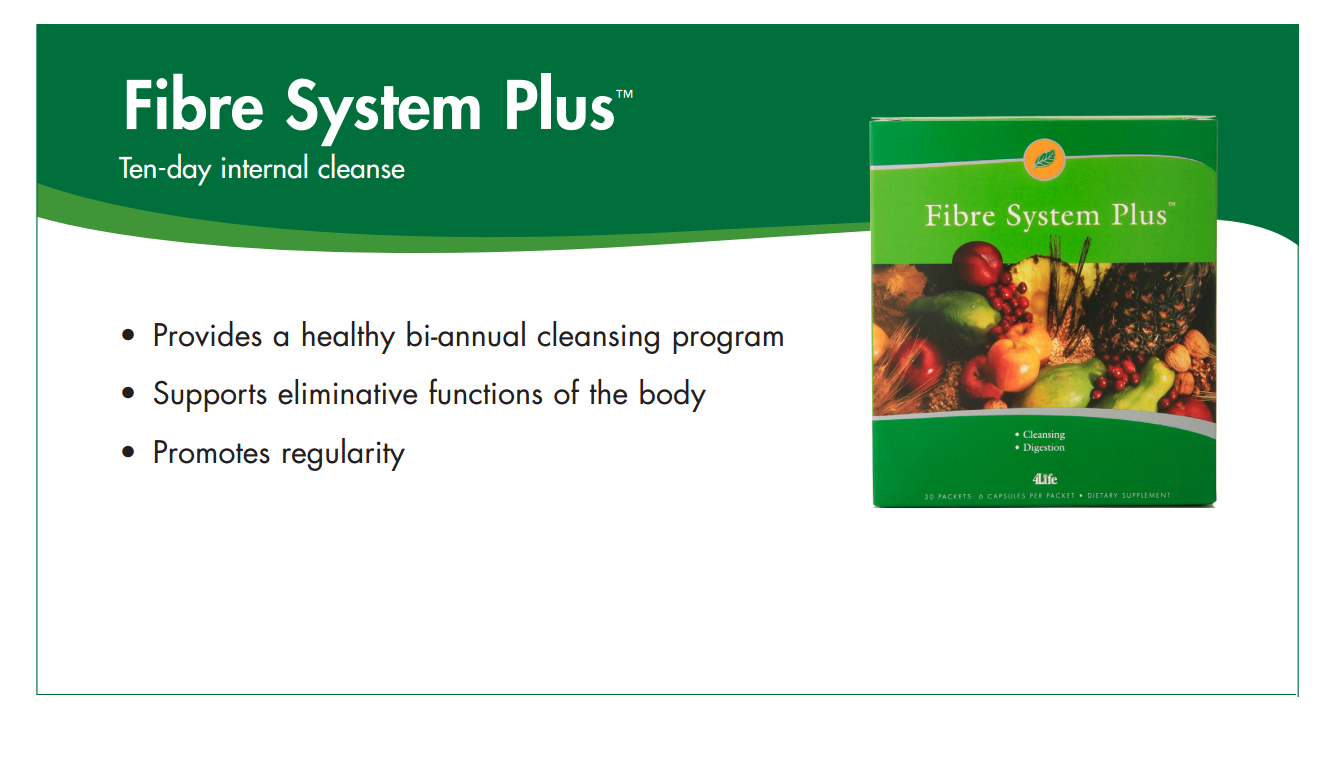 Fibre System Plus™
Ten-day internal cleanse
• Provides a healthy bi-annual cleansing program
• Supports eliminative functions of the body
• Promotes regularity
Fibre System Plus™
• Cleansing
• Digestion
4Life
30 PACKETS: 6 CAPSULES PER PACKET • DIETARY SUPPLEMENT